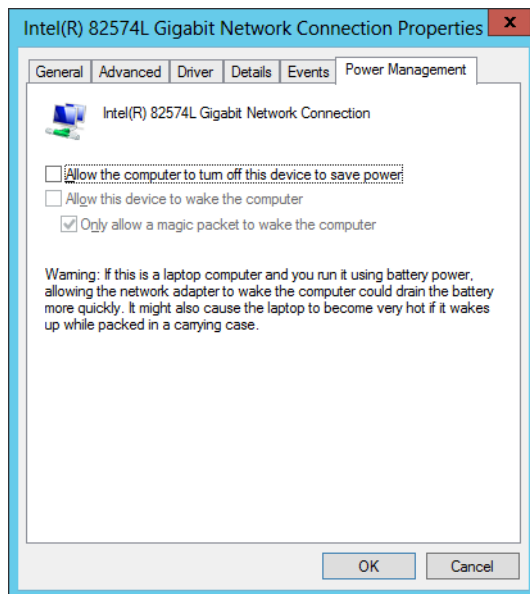 Intel(R) 82574L Gigabit Network Connection Properties
x
General
Advanced
Driver
Details
Events
Power Management
Intel(R) 82574L Gigabit Network Connection
Allow the computer to turn off this device to save power
Allow this device to wake the computer
Only allow a magic packet to wake the computer
Warning: If this is a laptop computer and you run it using battery power,
allowing the network adapter to wake the computer could drain the battery
more quickly. It might also cause the laptop to become very hot if it wakes
up while packed in a carrying case.
OK
Cancel